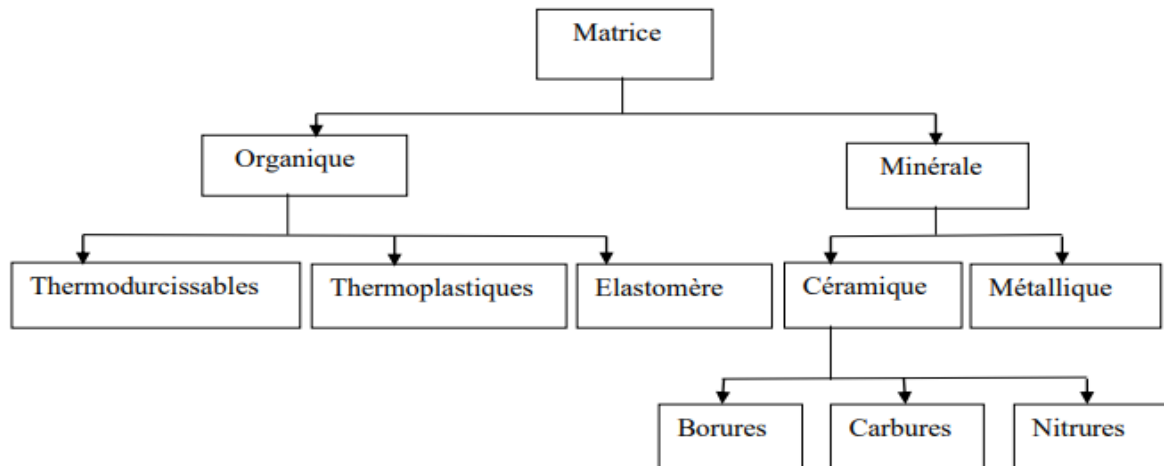 Matrice
Organique
Minérale
Thermodurcissables
Thermoplastiques
Elastomère
Céramique
Métallique
Borures
Carbures
Nitrures